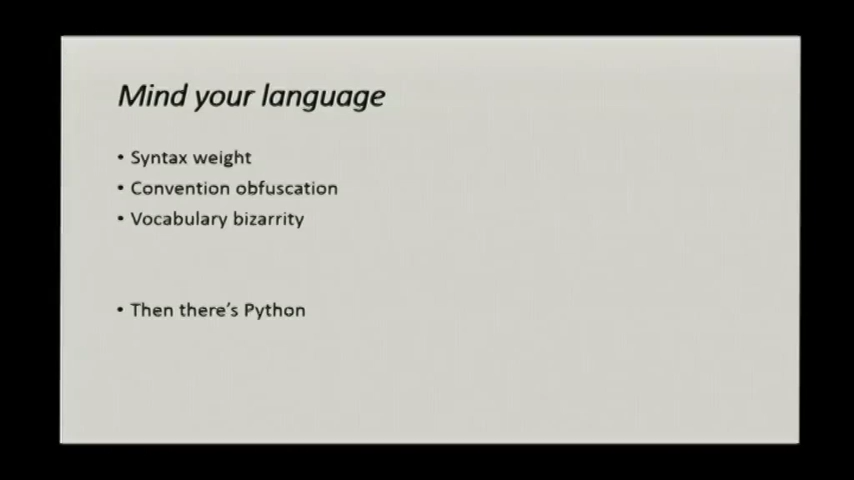 Mind your language
• Syntax weight
• Convention obfuscation
• Vocabulary bizarrity
• Then there's Python